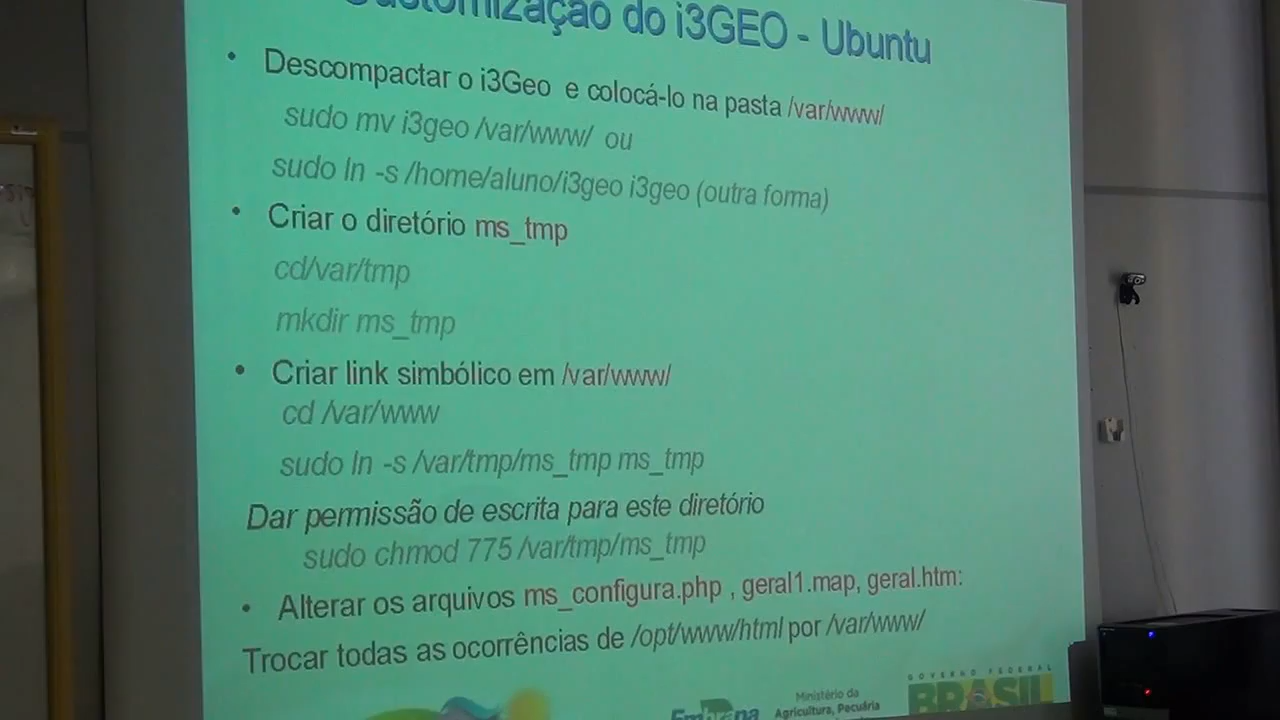 Customização do i3GEO - Ubuntu
• Descompactar o i3Geo e colocá-lo na pasta /var/www/
sudo mv i3geo /var/www/ ou
sudo ln -s /home/aluno/i3geo i3geo (outra forma)
• Criar o diretório ms_tmp
cd/var/tmp
mkdir ms_tmp
• Criar link simbólico em /var/www/
cd /var/www
sudo ln -s /var/tmp/ms_tmp ms_tmp
Dar permissão de escrita para este diretório
sudo chmod 775 /var/tmp/ms_tmp
• Alterar os arquivos ms_configura.php , geral1.map, geral.htm:
Trocar todas as ocorrências de /opt/www/html por /var/www/
Embrapa
Ministério da
Agricultura, Pecuária
GOVERNO FEDERAL
BRASIL